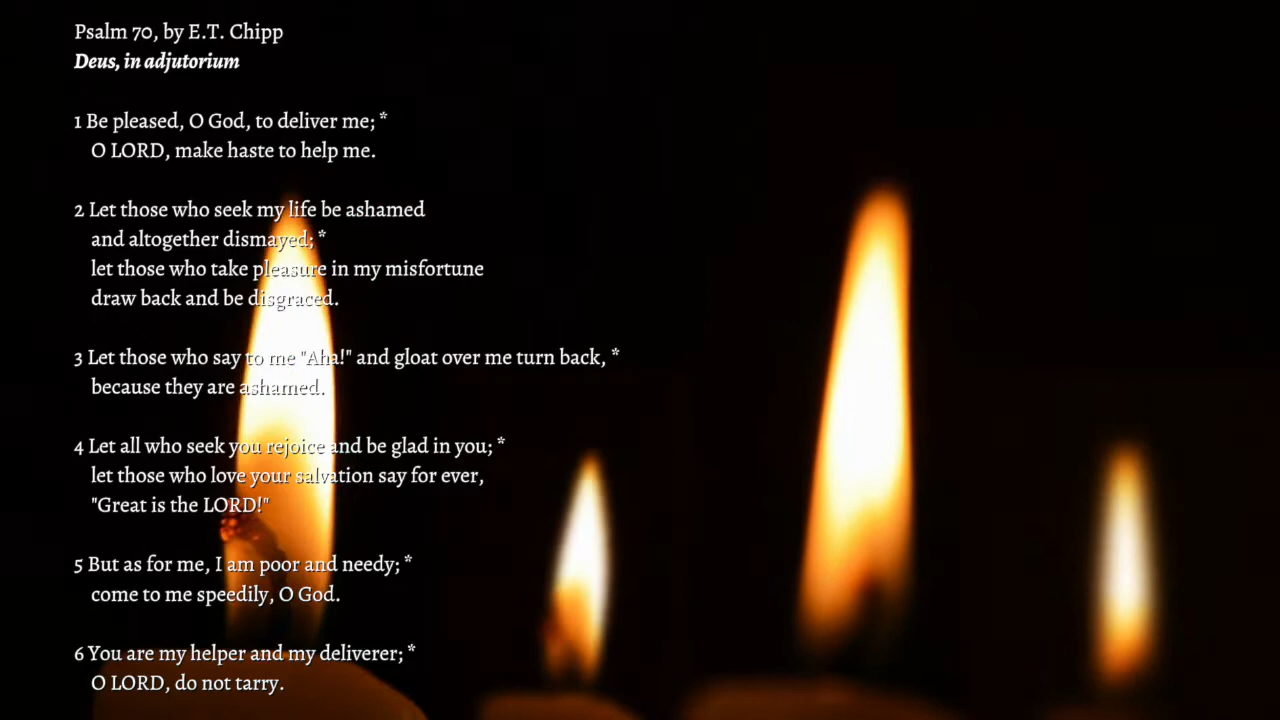 Psalm 70, by E.T. Chipp
Deus, in adjutorium
1 Be pleased, O God, to deliver me; *
O LORD, make haste to help me.
2 Let those who seek my life be ashamed
and altogether dismayed; *
let those who take pleasure in my misfortune
draw back and be disgraced.
3 Let those who say to me "Aha!" and gloat over me turn back, *
because they are ashamed.
4 Let all who seek you rejoice and be glad in you; *
let those who love your salvation say for ever,
"Great is the LORD!"
5 But as for me, I am poor and needy; *
come to me speedily, O God.
6 You are my helper and my deliverer; *
O LORD, do not tarry.